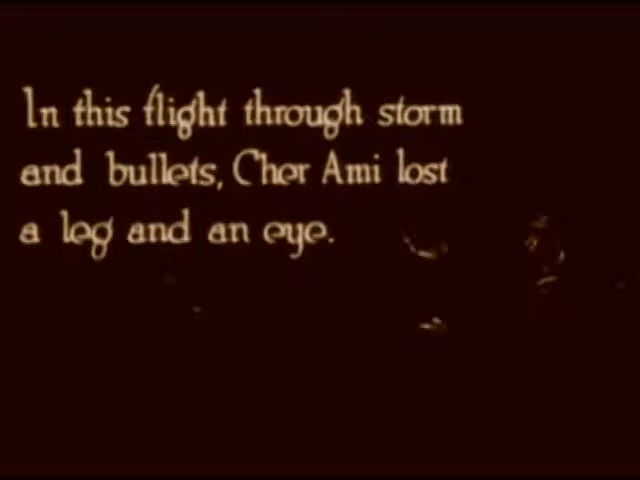 In this flight through storm
and bullets, Cher Ami lost
a leg and an eye.